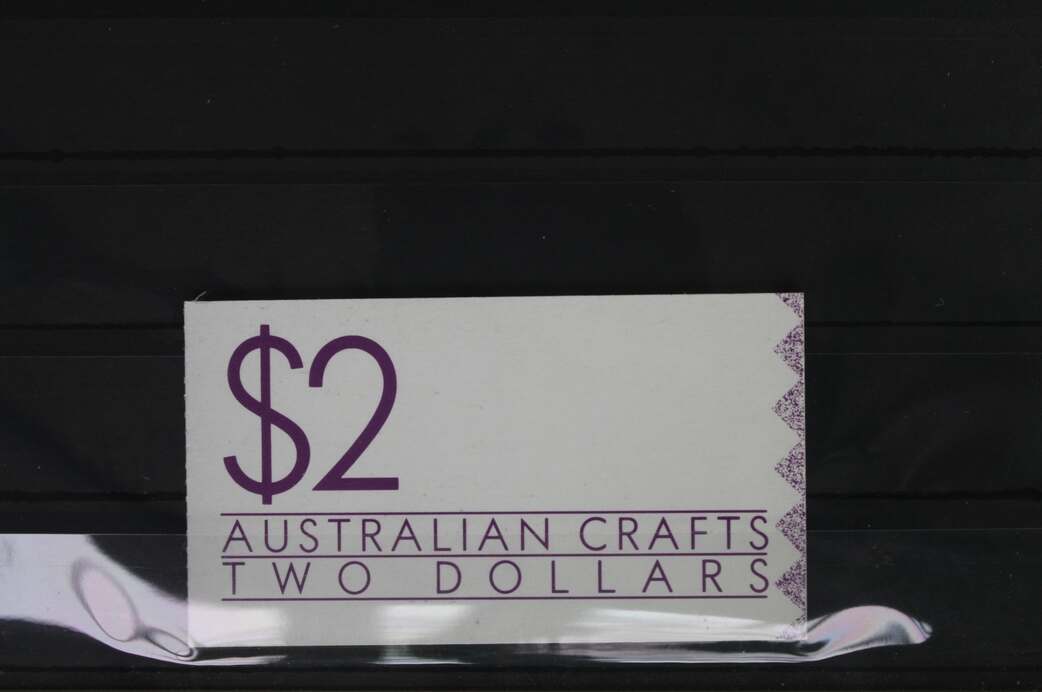 $2
AUSTRALIAN CRAFTS
TWO DOLLARS